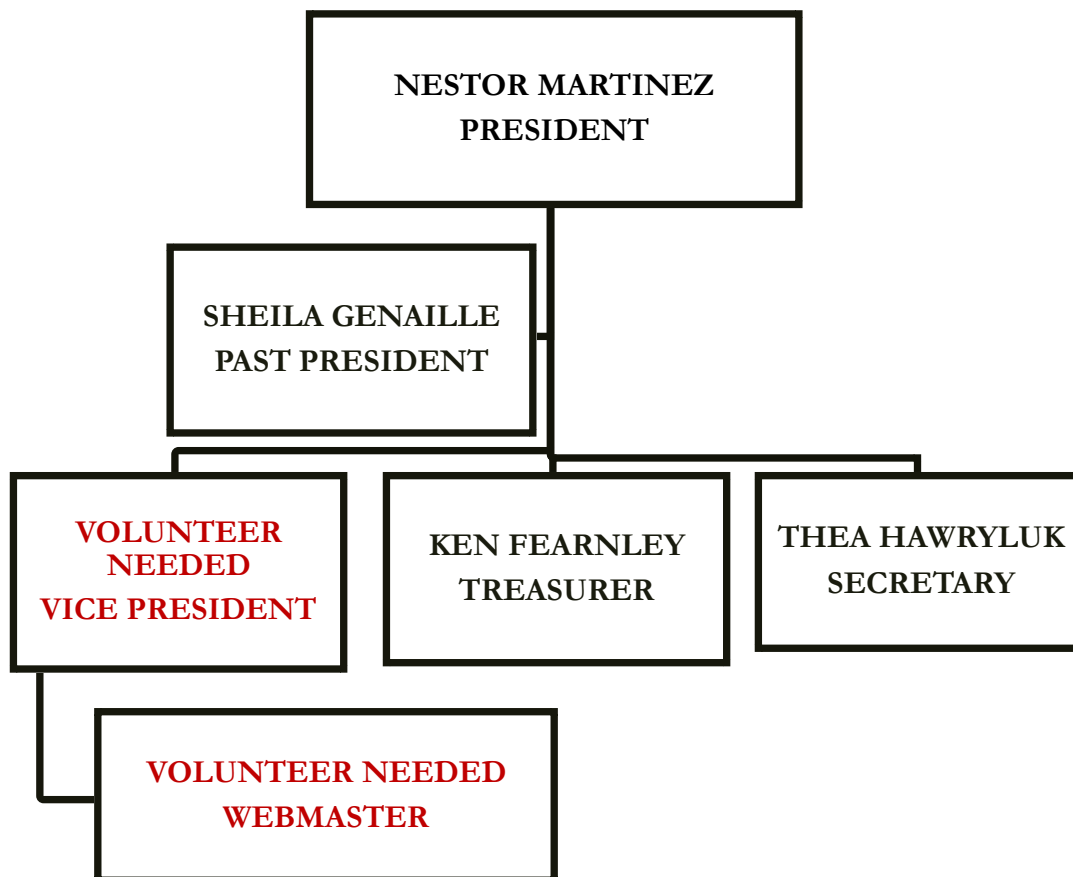 NESTOR MARTINEZ
PRESIDENT
SHEILA GENAILLE
PAST PRESIDENT
VOLUNTEER
NEEDED
VICE PRESIDENT
KEN FEARNLEY
TREASURER
THEA HAWRYLUK
SECRETARY
VOLUNTEER NEEDED
WEBMASTER